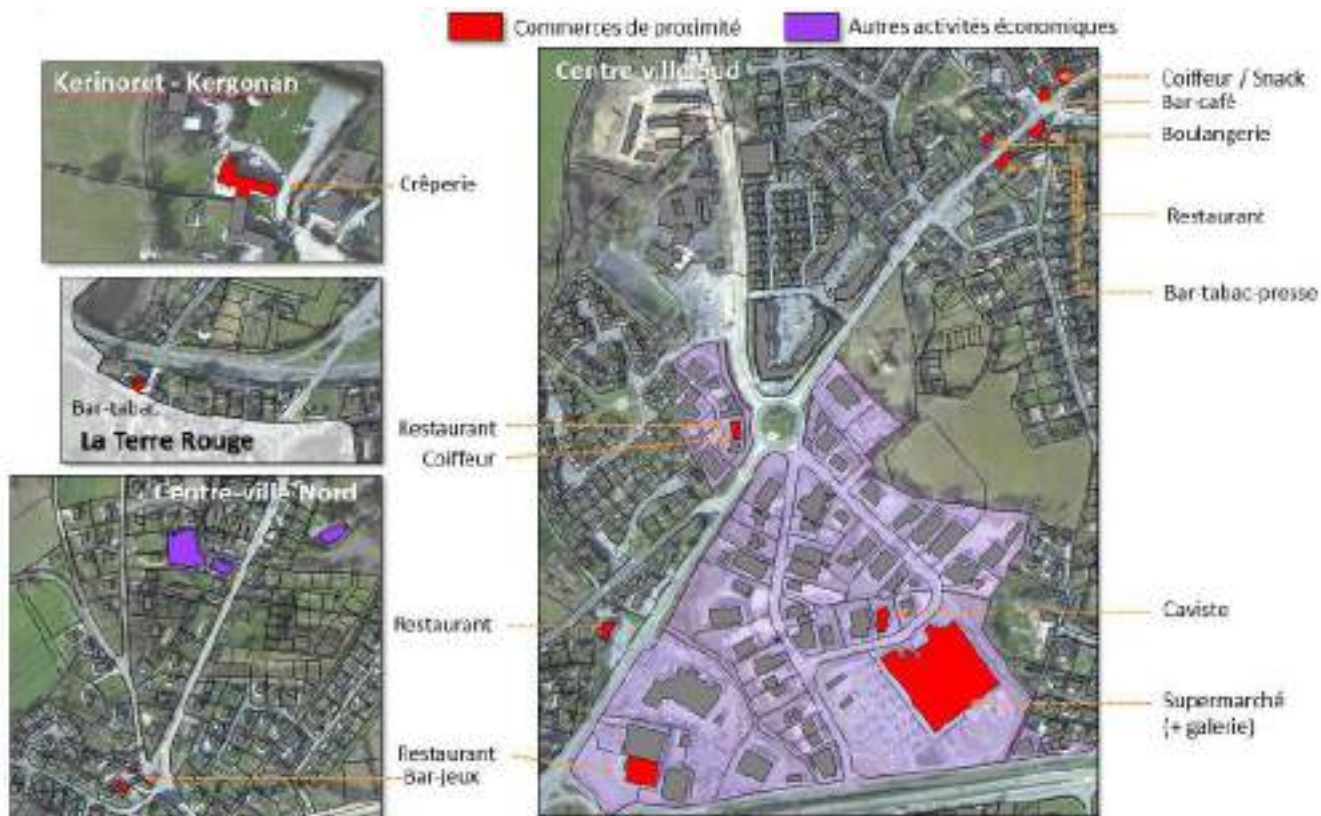 Commerces de proximité
Autres activités économiques
Kerinoret - Kergonan
Crêperie
Bar-tabac
La Terre Rouge
Centre-ville Nord
Restaurant
Coiffeur
Restaurant
Restaurant
Bar-jeux
Centre ville Sud
Coiffeur / Snack
Bar-café
Boulangerie
Restaurant
Bar-tabac-presse
Caviste
Supermarché
(+ galerie)